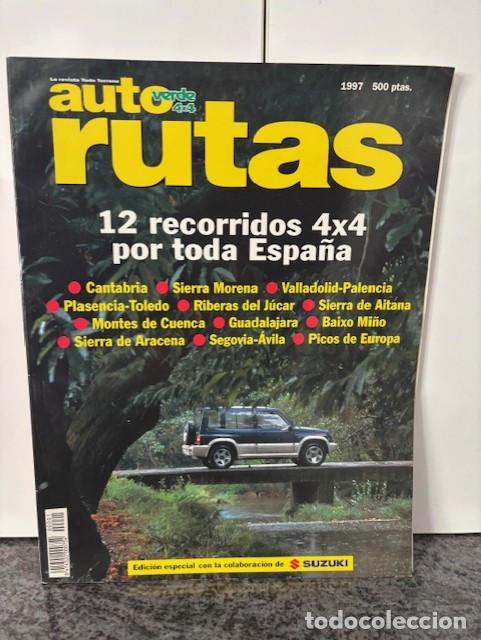 La revista Todo Terreno
auto verde 4x4
1997 500 ptas.
rutas
12 recorridos 4x4
por toda España
Cantabria Sierra Morena Valladolid-Palencia
Plasencia-Toledo Riberas del Júcar Sierra de Aitana
Montes de Cuenca Guadalajara Baixo Miño
Sierra de Aracena Segovia-Ávila Picos de Europa
Edición especial con la colaboración de SUZUKI
todocoleccion